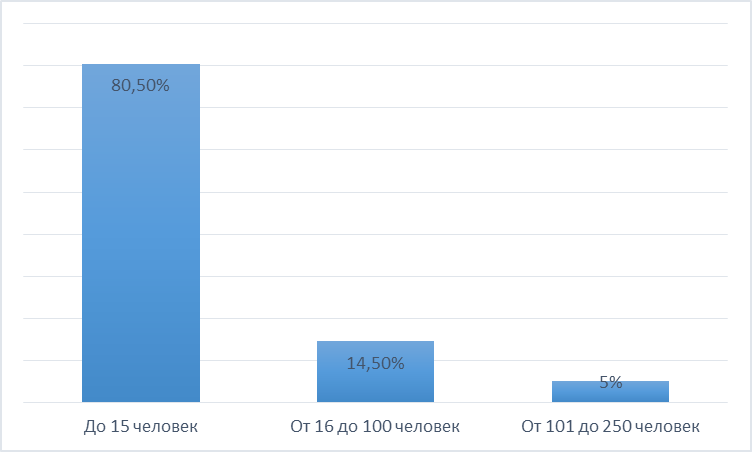 80,50%
14,50%
5%
До 15 человек
От 16 до 100 человек
От 101 до 250 человек